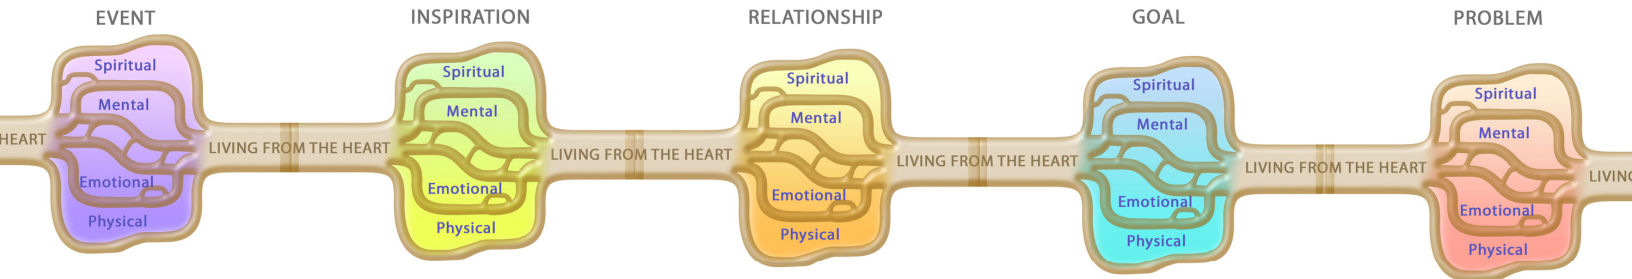 EVENT
INSPIRATION
RELATIONSHIP
GOAL
PROBLEM
Spiritual
Mental
Emotional
Physical
Spiritual
Mental
Emotional
Physical
Spiritual
Mental
Emotional
Physical
Spiritual
Mental
Emotional
Physical
Spiritual
Mental
Emotional
Physical
HEART
LIVING FROM THE HEART
LIVING FROM THE HEART
LIVING FROM THE HEART
LIVING FROM THE HEART
LIVING